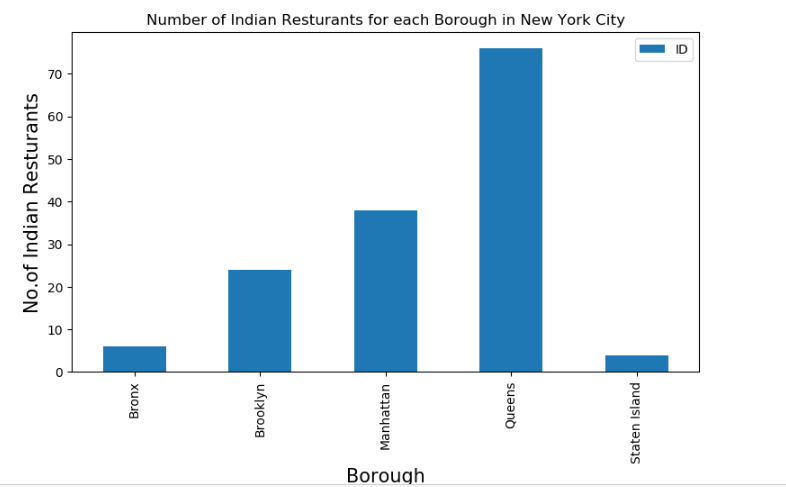 Number of Indian Resturants for each Borough in New York City
ID
No.of Indian Resturants
70
60
50
40
30
20
10
0
Bronx
Brooklyn
Manhattan
Queens
Staten Island
Borough